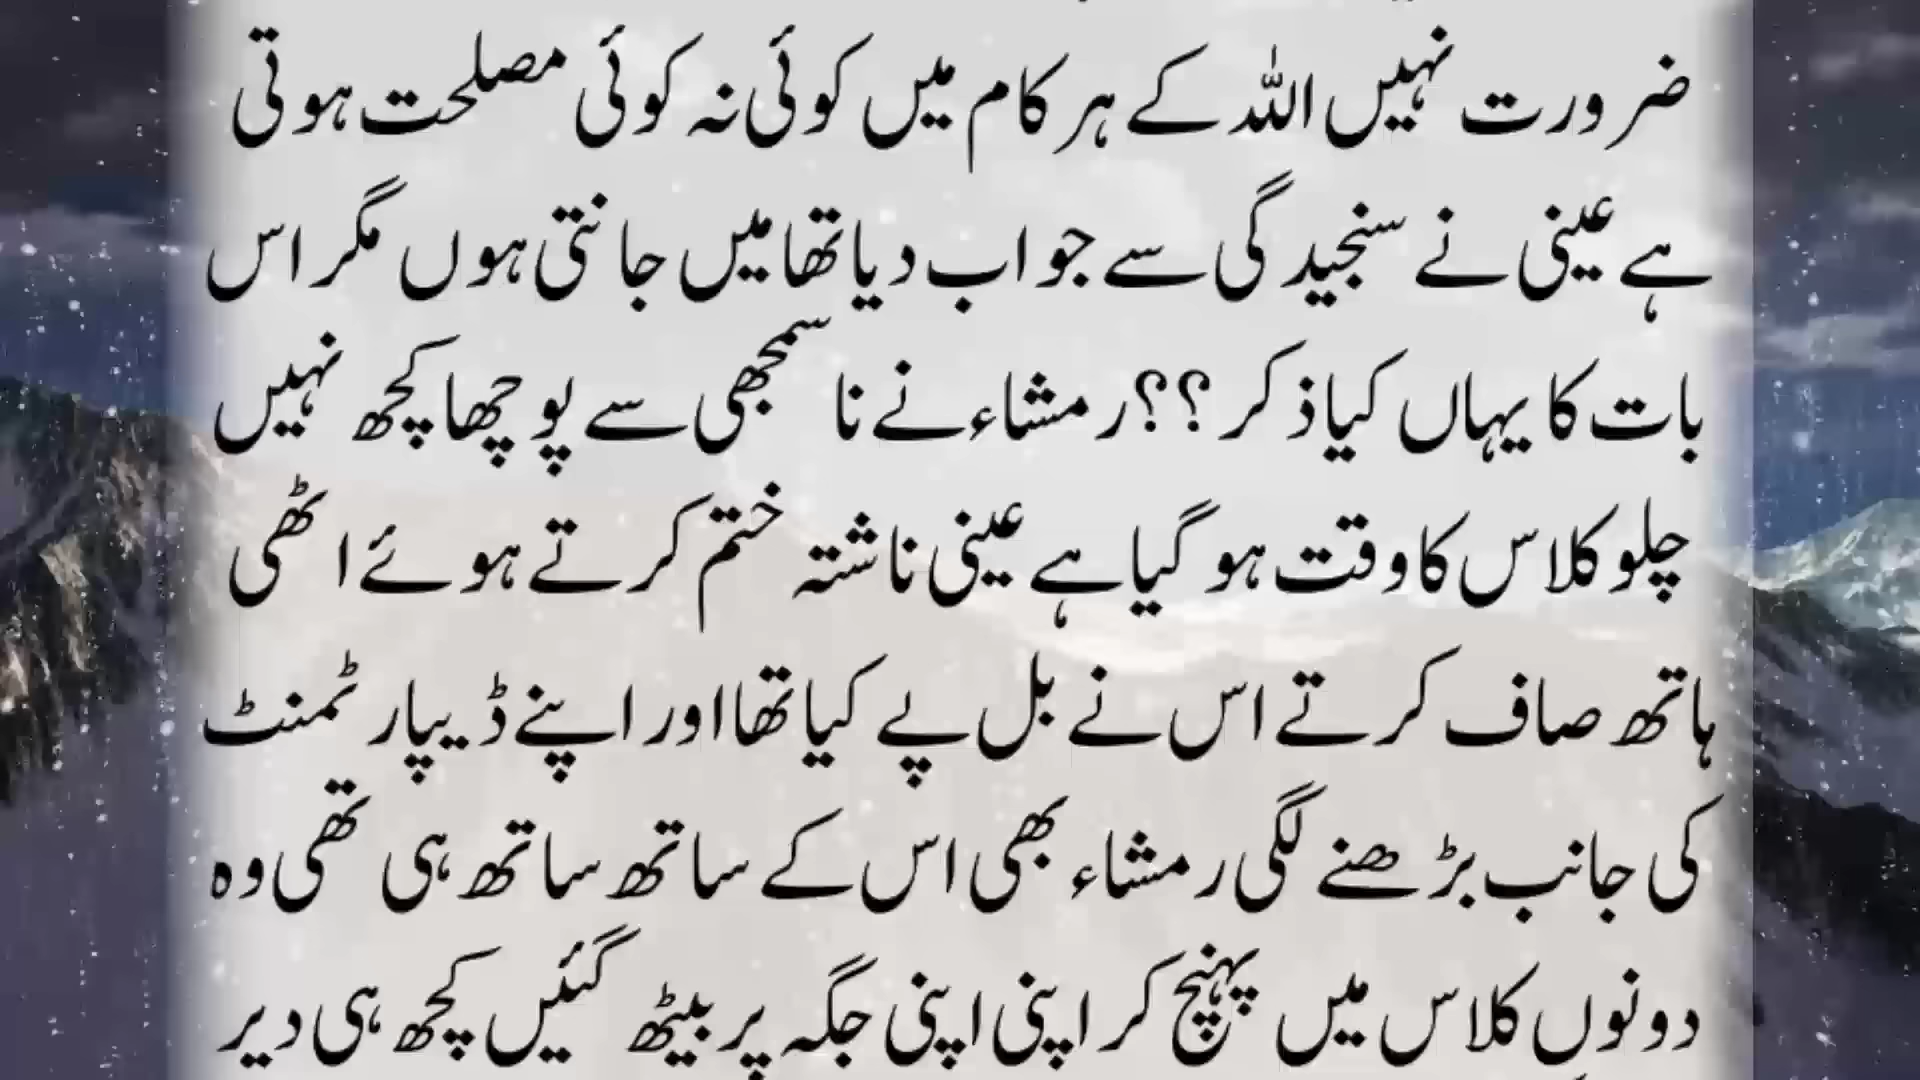 ضرورت نہیں اللہ کے ہر کام میں کوئی نہ کوئی مصلحت ہوتی
ہے عینی نے سنجیدگی سے جواب دیا تھا میں جانتی ہوں مگر اس
بات کا یہاں کیا ذکر ؟؟ رمشاء نے نا سمجھی سے پوچھا کچھ نہیں
چلو کلاس کا وقت ہو گیا ہے عینی ناشتہ ختم کرتے ہوئے اٹھی
ہاتھ صاف کرتے اس نے بل پے کیا تھا اور اپنے ڈیپارٹمنٹ
کی جانب بڑھنے لگی رمشاء بھی اس کے ساتھ ساتھ ہی تھی وہ
دونوں کلاس میں پہنچ کر اپنی اپنی جگہ پر بیٹھ گئیں کچھ ہی دیر